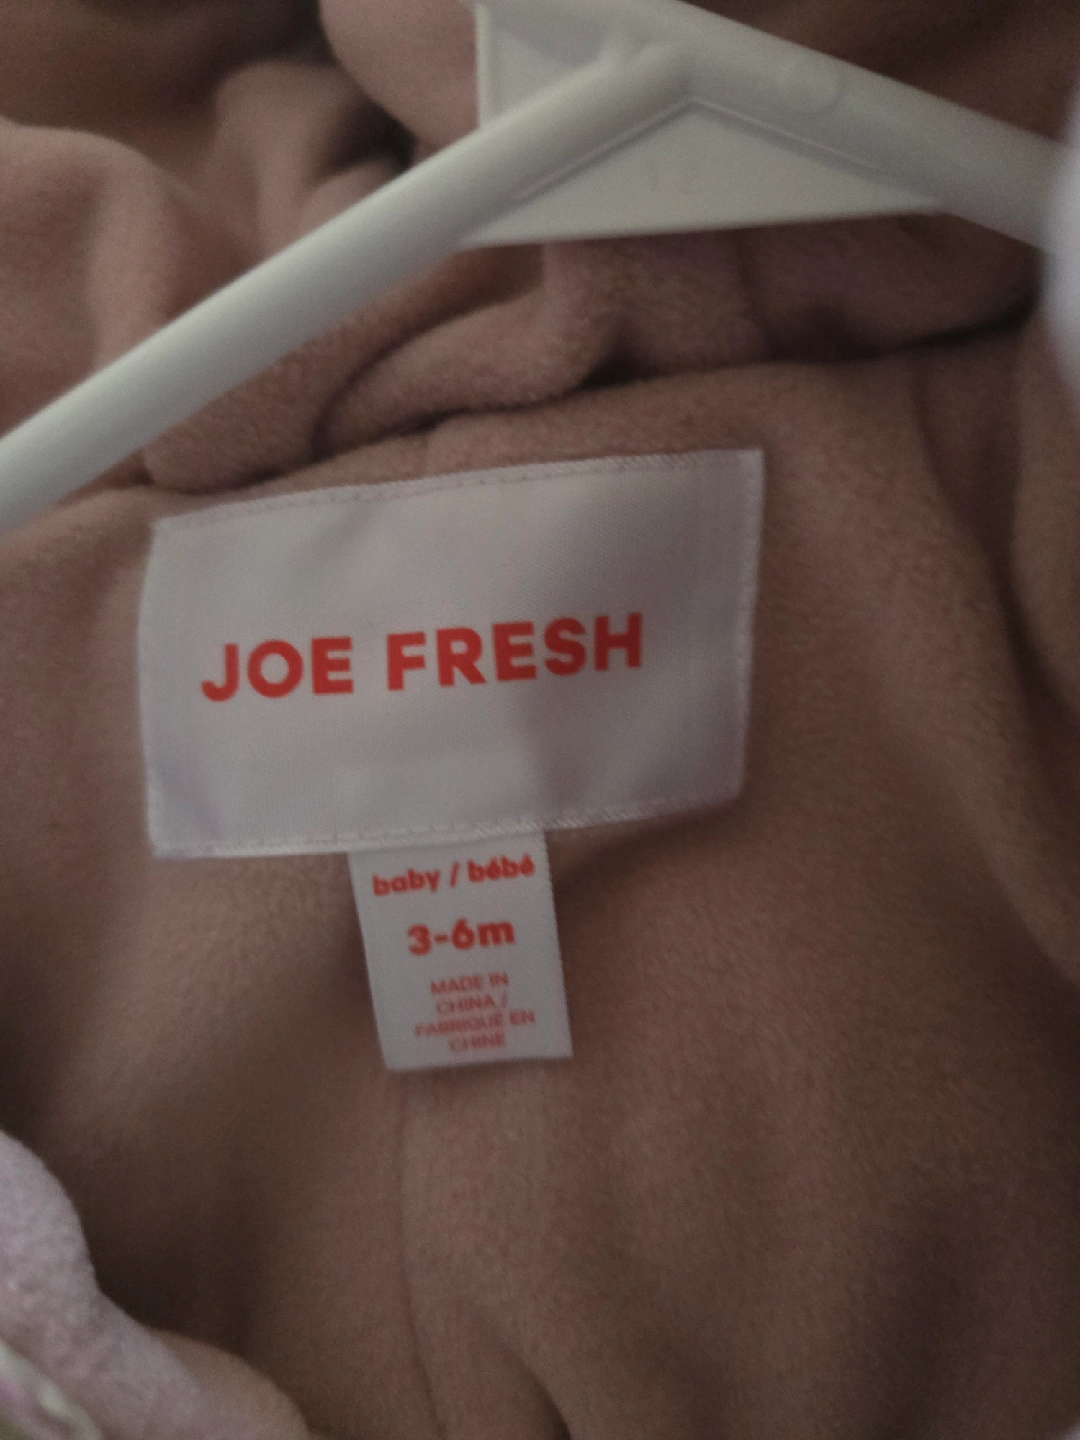 JOE FRESH
baby / bébé
3-6m
MADE IN
CHINA /
FABRIQUÉ EN
CHINE